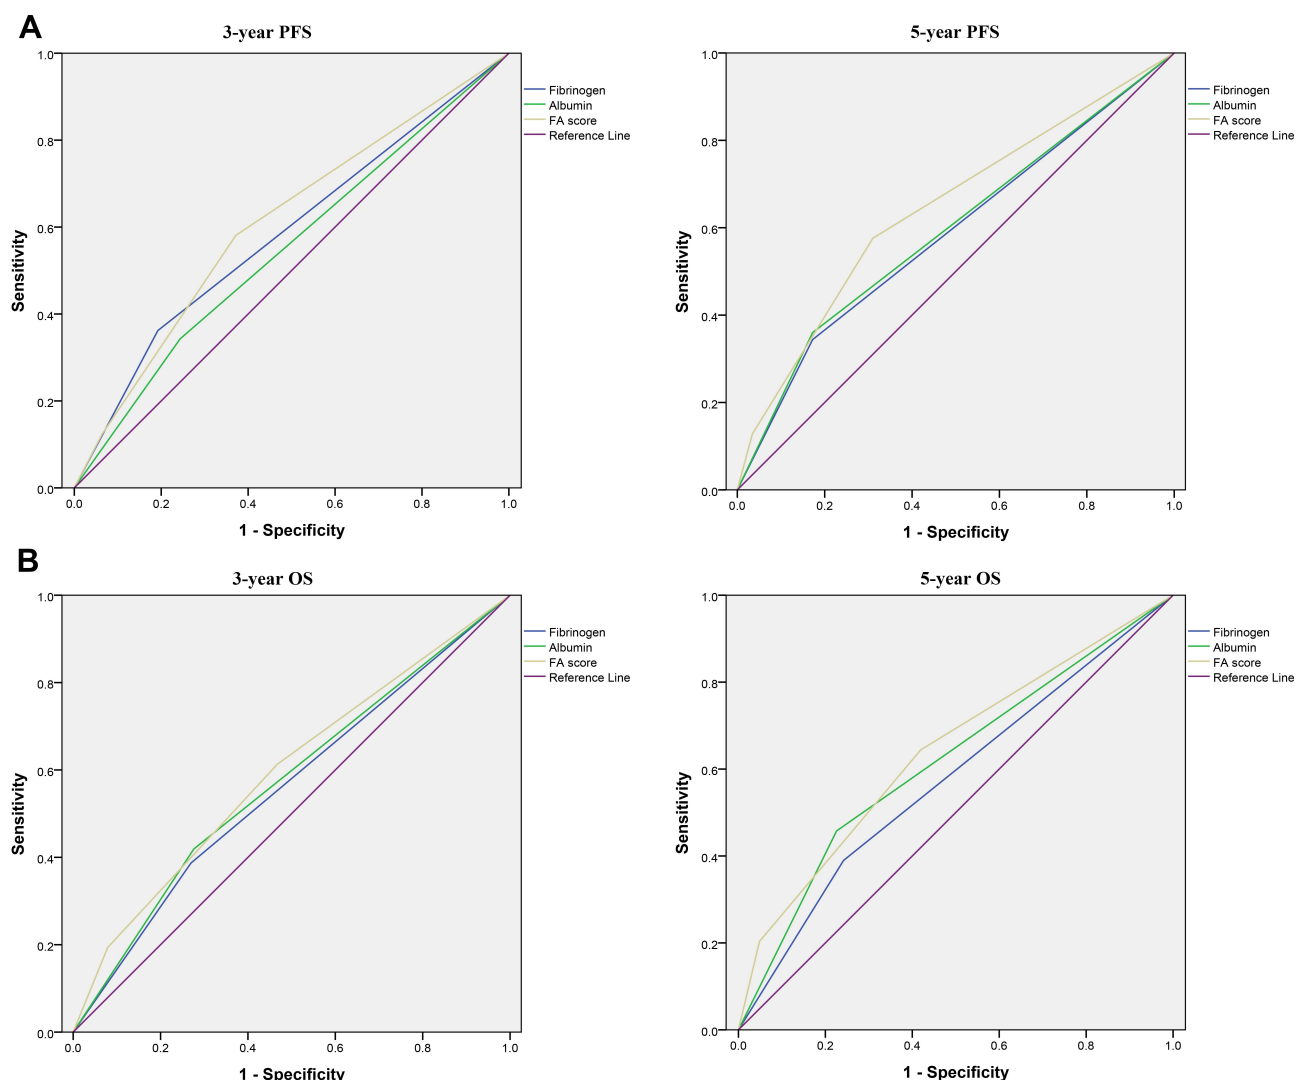 A
3-year PFS
1.0
0.8
0.6
0.4
0.2
0.0
0.0 0.2 0.4 0.6 0.8 1.0
Sensitivity
1 - Specificity
Fibrinogen
Albumin
FA score
Reference Line
5-year PFS
1.0
0.8
0.6
0.4
0.2
0.0
0.0 0.2 0.4 0.6 0.8 1.0
Sensitivity
1 - Specificity
Fibrinogen
Albumin
FA score
Reference Line
B
3-year OS
1.0
0.8
0.6
0.4
0.2
0.0
0.0 0.2 0.4 0.6 0.8 1.0
Sensitivity
1 - Specificity
Fibrinogen
Albumin
FA score
Reference Line
5-year OS
1.0
0.8
0.6
0.4
0.2
0.0
0.0 0.2 0.4 0.6 0.8 1.0
Sensitivity
1 - Specificity
Fibrinogen
Albumin
FA score
Reference Line